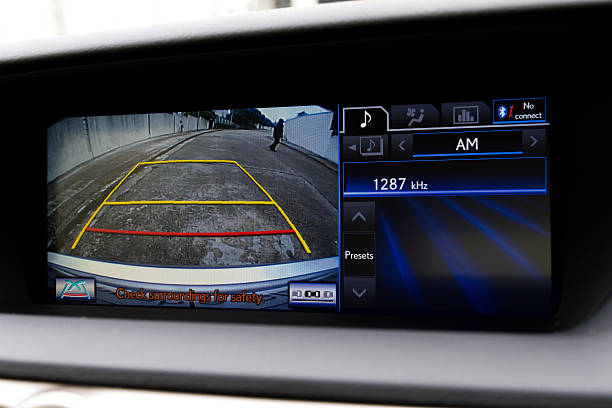 No
connect
AM
1287 kHz
Presets
Check surroundings for safety.